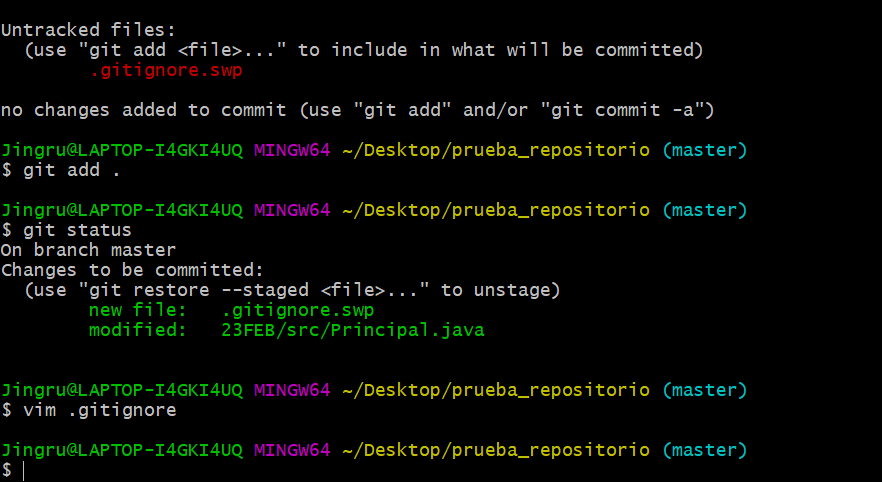 Untracked files:
  (use "git add <file>..." to include in what will be committed)
        .gitignore.swp

no changes added to commit (use "git add" and/or "git commit -a")

Jingru@LAPTOP-I4GKI4UQ MINGW64 ~/Desktop/prueba_repositorio (master)
$ git add .

Jingru@LAPTOP-I4GKI4UQ MINGW64 ~/Desktop/prueba_repositorio (master)
$ git status
On branch master
Changes to be committed:
  (use "git restore --staged <file>..." to unstage)
        new file:   .gitignore.swp
        modified:   23FEB/src/Principal.java

Jingru@LAPTOP-I4GKI4UQ MINGW64 ~/Desktop/prueba_repositorio (master)
$ vim .gitignore

Jingru@LAPTOP-I4GKI4UQ MINGW64 ~/Desktop/prueba_repositorio (master)
$